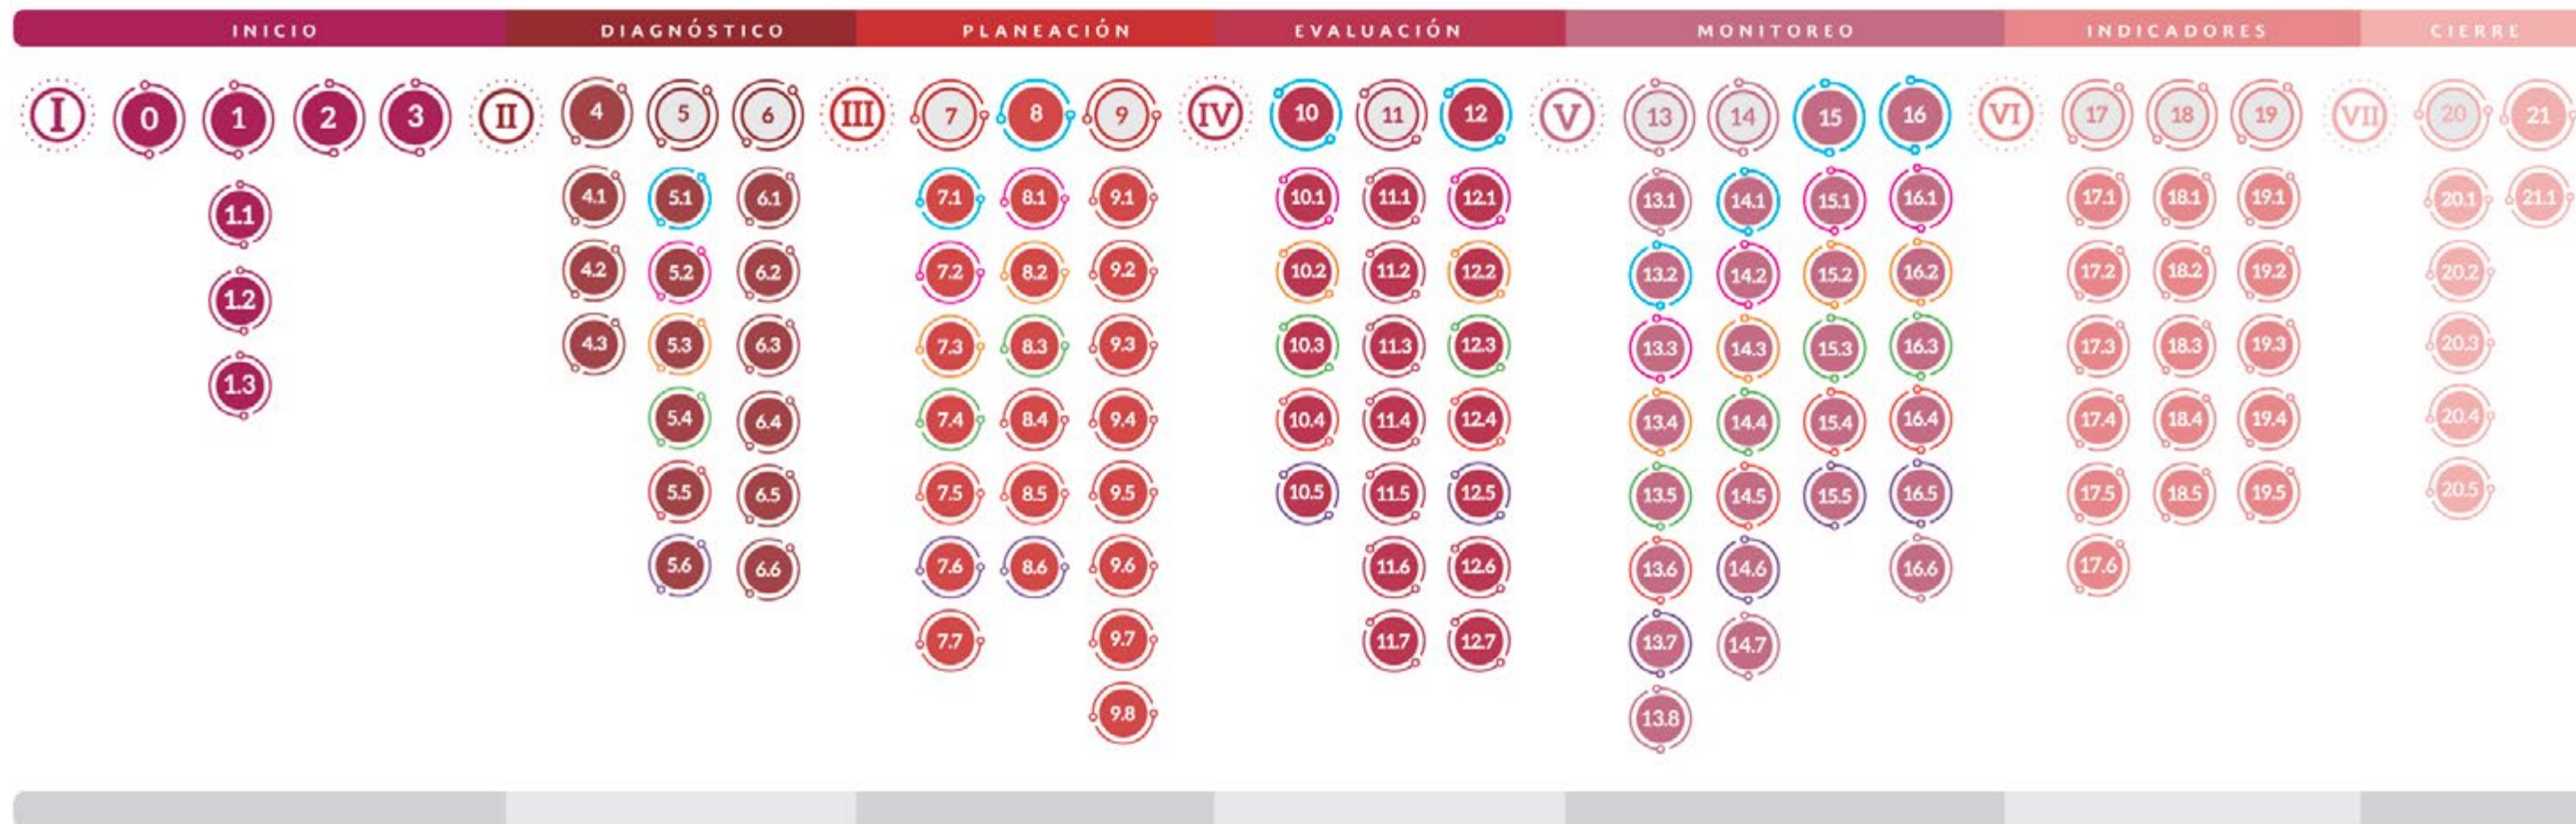 INICIO DIAGNÓSTICO PLANEACIÓN EVALUACIÓN MONITOREO INDICADORES CIERRE
I 0 1 2 3 II 4 5 6 III 7 8 9 IV 10 11 12 V 13 14 15 16 VI 17 18 19 VII 20 21
1.1 4.1 5.1 6.1 7.1 8.1 9.1 10.1 11.1 12.1 13.1 14.1 15.1 16.1 17.1 18.1 19.1 20.1 21.1
1.2 4.2 5.2 6.2 7.2 8.2 9.2 10.2 11.2 12.2 13.2 14.2 15.2 16.2 17.2 18.2 19.2 20.2
1.3 4.3 5.3 6.3 7.3 8.3 9.3 10.3 11.3 12.3 13.3 14.3 15.3 16.3 17.3 18.3 19.3 20.3
5.4 6.4 7.4 8.4 9.4 10.4 11.4 12.4 13.4 14.4 15.4 16.4 17.4 18.4 19.4 20.4
5.5 6.5 7.5 8.5 9.5 10.5 11.5 12.5 13.5 14.5 15.5 16.5 17.5 18.5 19.5 20.5
5.6 6.6 7.6 8.6 9.6 11.6 12.6 13.6 14.6 16.6 17.6
7.7 9.7 11.7 12.7 13.7 14.7
9.8 13.8